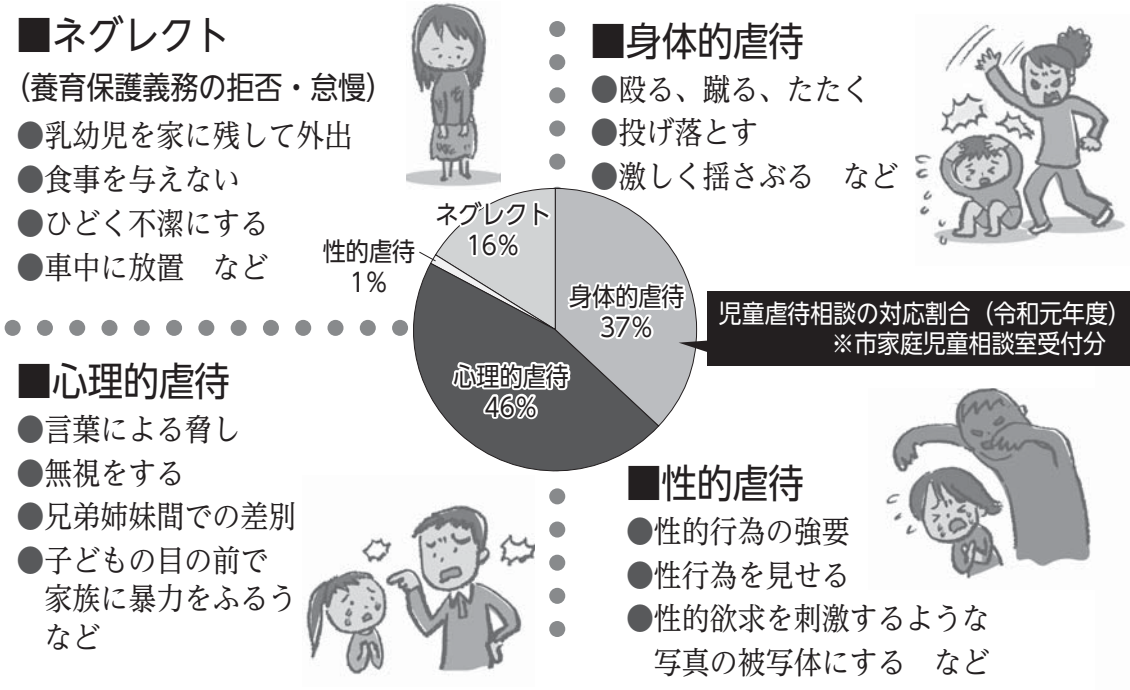 ■ネグレクト
（養育保護義務の拒否・怠慢）
●乳幼児を家に残して外出
●食事を与えない
●ひどく不潔にする
●車中に放置　など
■身体的虐待
●殴る、蹴る、たたく
●投げ落とす
●激しく揺さぶる　など
ネグレクト
16%
性的虐待
1%
身体的虐待
37%
心理的虐待
46%
児童虐待相談の対応割合（令和元年度）
※市家庭児童相談室受付分
■心理的虐待
●言葉による脅し
●無視をする
●兄弟姉妹間での差別
●子どもの目の前で
家族に暴力をふるう
など
■性的虐待
●性的行為の強要
●性行為を見せる
●性的欲求を刺激するような
写真の被写体にする　など